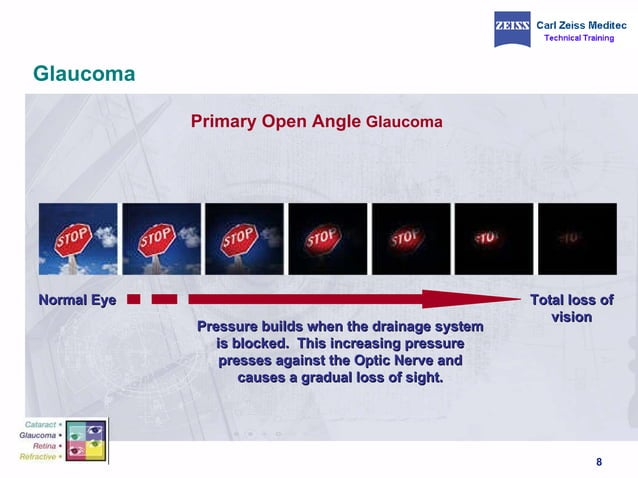 ZEISS
Carl Zeiss Meditec
Technical Training
Glaucoma
Primary Open Angle Glaucoma
STOP STOP STOP STOP STOP STO
Normal Eye
Total loss of
vision
Pressure builds when the drainage system
is blocked. This increasing pressure
presses against the Optic Nerve and
causes a gradual loss of sight.
Cataract •
Glaucoma •
Retina •
Refractive •
8